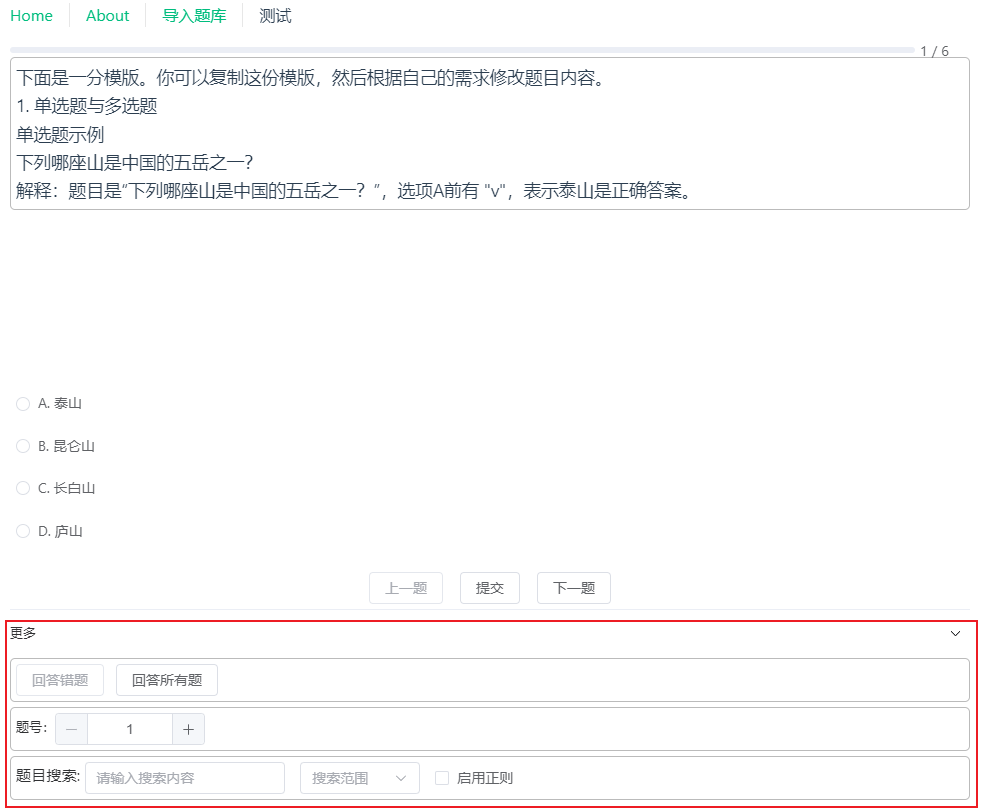 Home About 导入题库 测试
1 / 6
下面是一分模版。你可以复制这份模版，然后根据自己的需求修改题目内容。
1. 单选题与多选题
单选题示例
下列哪座山是中国的五岳之一？
解释：题目是“下列哪座山是中国的五岳之一？”，选项A前有 "v"，表示泰山是正确答案。
A. 泰山
B. 昆仑山
C. 长白山
D. 庐山
上一题 提交 下一题
更多
回答错题 回答所有题
题号: 1
题目搜索: 请输入搜索内容 搜索范围 启用正则